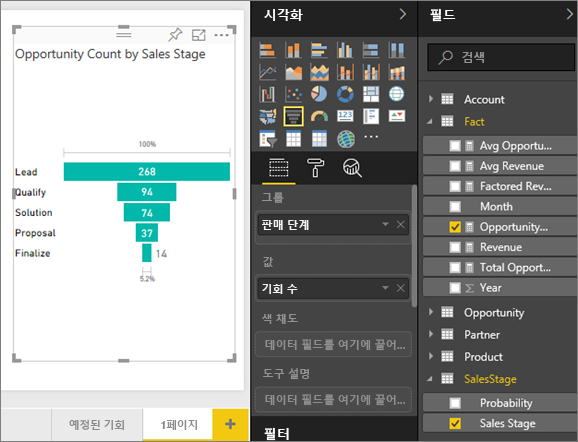 Opportunity Count by Sales Stage
100%
Lead 268
Qualify 94
Solution 74
Proposal 37
Finalize 14
5.2%
예정된 기회
1페이지
+
시각화
그룹
판매 단계
값
기회 수
색 채도
데이터 필드를 여기에 끌어...
도구 설명
데이터 필드를 여기에 끌어...
필터
필드
검색
Account
Fact
Avg Opportu...
Avg Revenue
Factored Rev...
Month
Opportunity...
Revenue
Total Opport...
Year
Opportunity
Partner
Product
SalesStage
Probability
Sales Stage